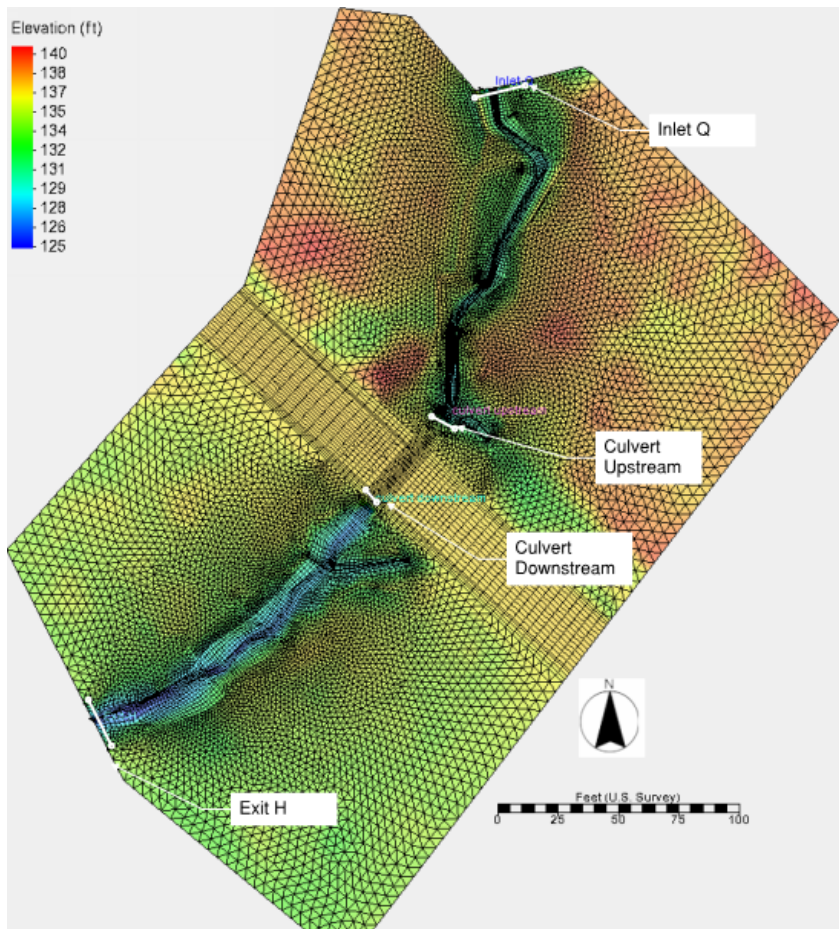 Elevation (ft)
140
138
137
135
134
132
131
129
128
126
125
Inlet Q
Inlet Q
Culvert
Upstream
Culvert
Downstream
N
Exit H
Feet (U.S. Survey)
0 25 50 75 100